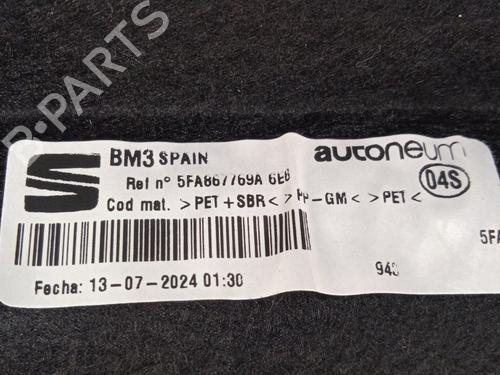 B-PARTS
BM3 SPAIN
autoneum
Ref nº 5FA867769A 6E8
04S
Cod mat. >PET+SBR< >PP-GM< >PET<
5FA
943
Fecha: 13-07-2024 01:30